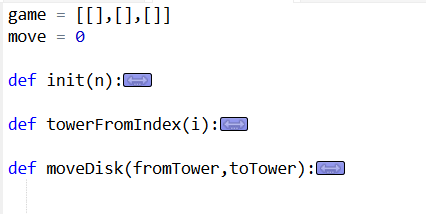 game = [[],[],[]]
move = 0
def init(n):
def towerFromIndex(i):
def moveDisk(fromTower,toTower):